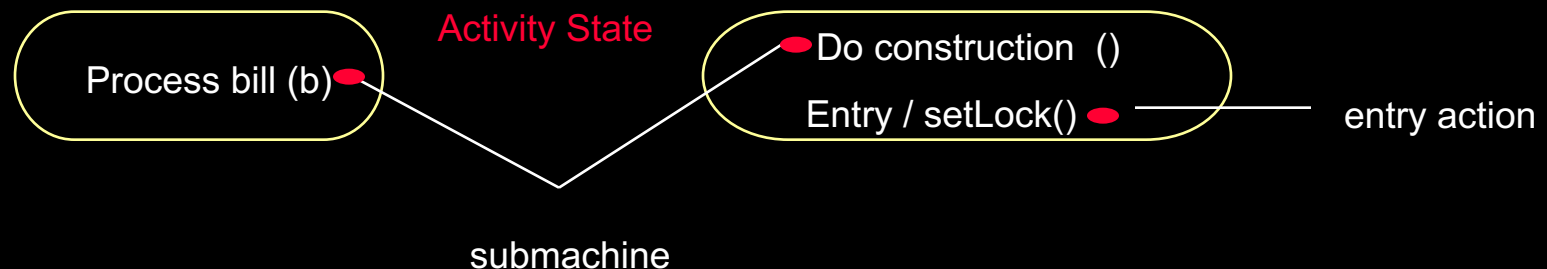 Activity State
Process bill (b)
Do construction ()
Entry / setLock()
entry action
submachine